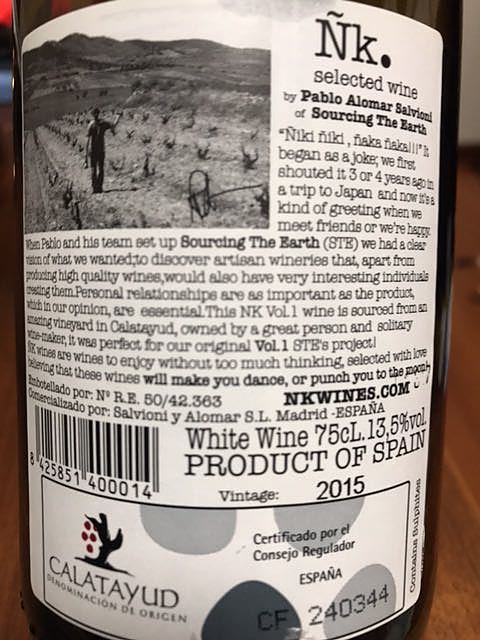 Ñk.
selected wine
by Pablo Alomar Salvioni
of Sourcing The Earth
"Ñiki ñiki, ñaka ñaka!!!" It
began as a joke; we first
shouted it 3 or 4 years ago in
a trip to Japan and now it's a
kind of greeting when we
meet friends or we're happy.
When Pablo and his team set up Sourcing The Earth (STE) we had a clear
vision of what we wanted;to discover artisan wineries that, apart from
producing high quality wines,would also have very interesting individuals
creating them.Personal relationships are as important as the product,
which in our opinion, are essential.This NK Vol.1 wine is sourced from an
amazing vineyard in Calatayud, owned by a great person and solitary
wine-maker, it was perfect for our original Vol.1 STE's project!
NK wines are wines to enjoy without too much thinking, selected with love
believing that these wines will make you dance, or punch you to the moon!
NKWINES.COM
Embotellado por: Nº R.E. 50/42.363
Comercializado por: Salvioni y Alomar S.L. Madrid -ESPAÑA
White Wine 75cL. 13,5%vol.
PRODUCT OF SPAIN
8 425851 400014
Vintage: 2015
Contains Sulphites
Certificado por el
Consejo Regulador
ESPAÑA
CALATAYUD
DENOMINACIÓN DE ORIGEN
CF 240344